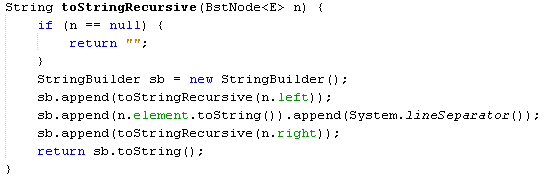 String toStringRecursive(BstNode<E> n) {
    if (n == null) {
        return "";
    }
    StringBuilder sb = new StringBuilder();
    sb.append(toStringRecursive(n.left));
    sb.append(n.element.toString()).append(System.lineSeparator());
    sb.append(toStringRecursive(n.right));
    return sb.toString();
}